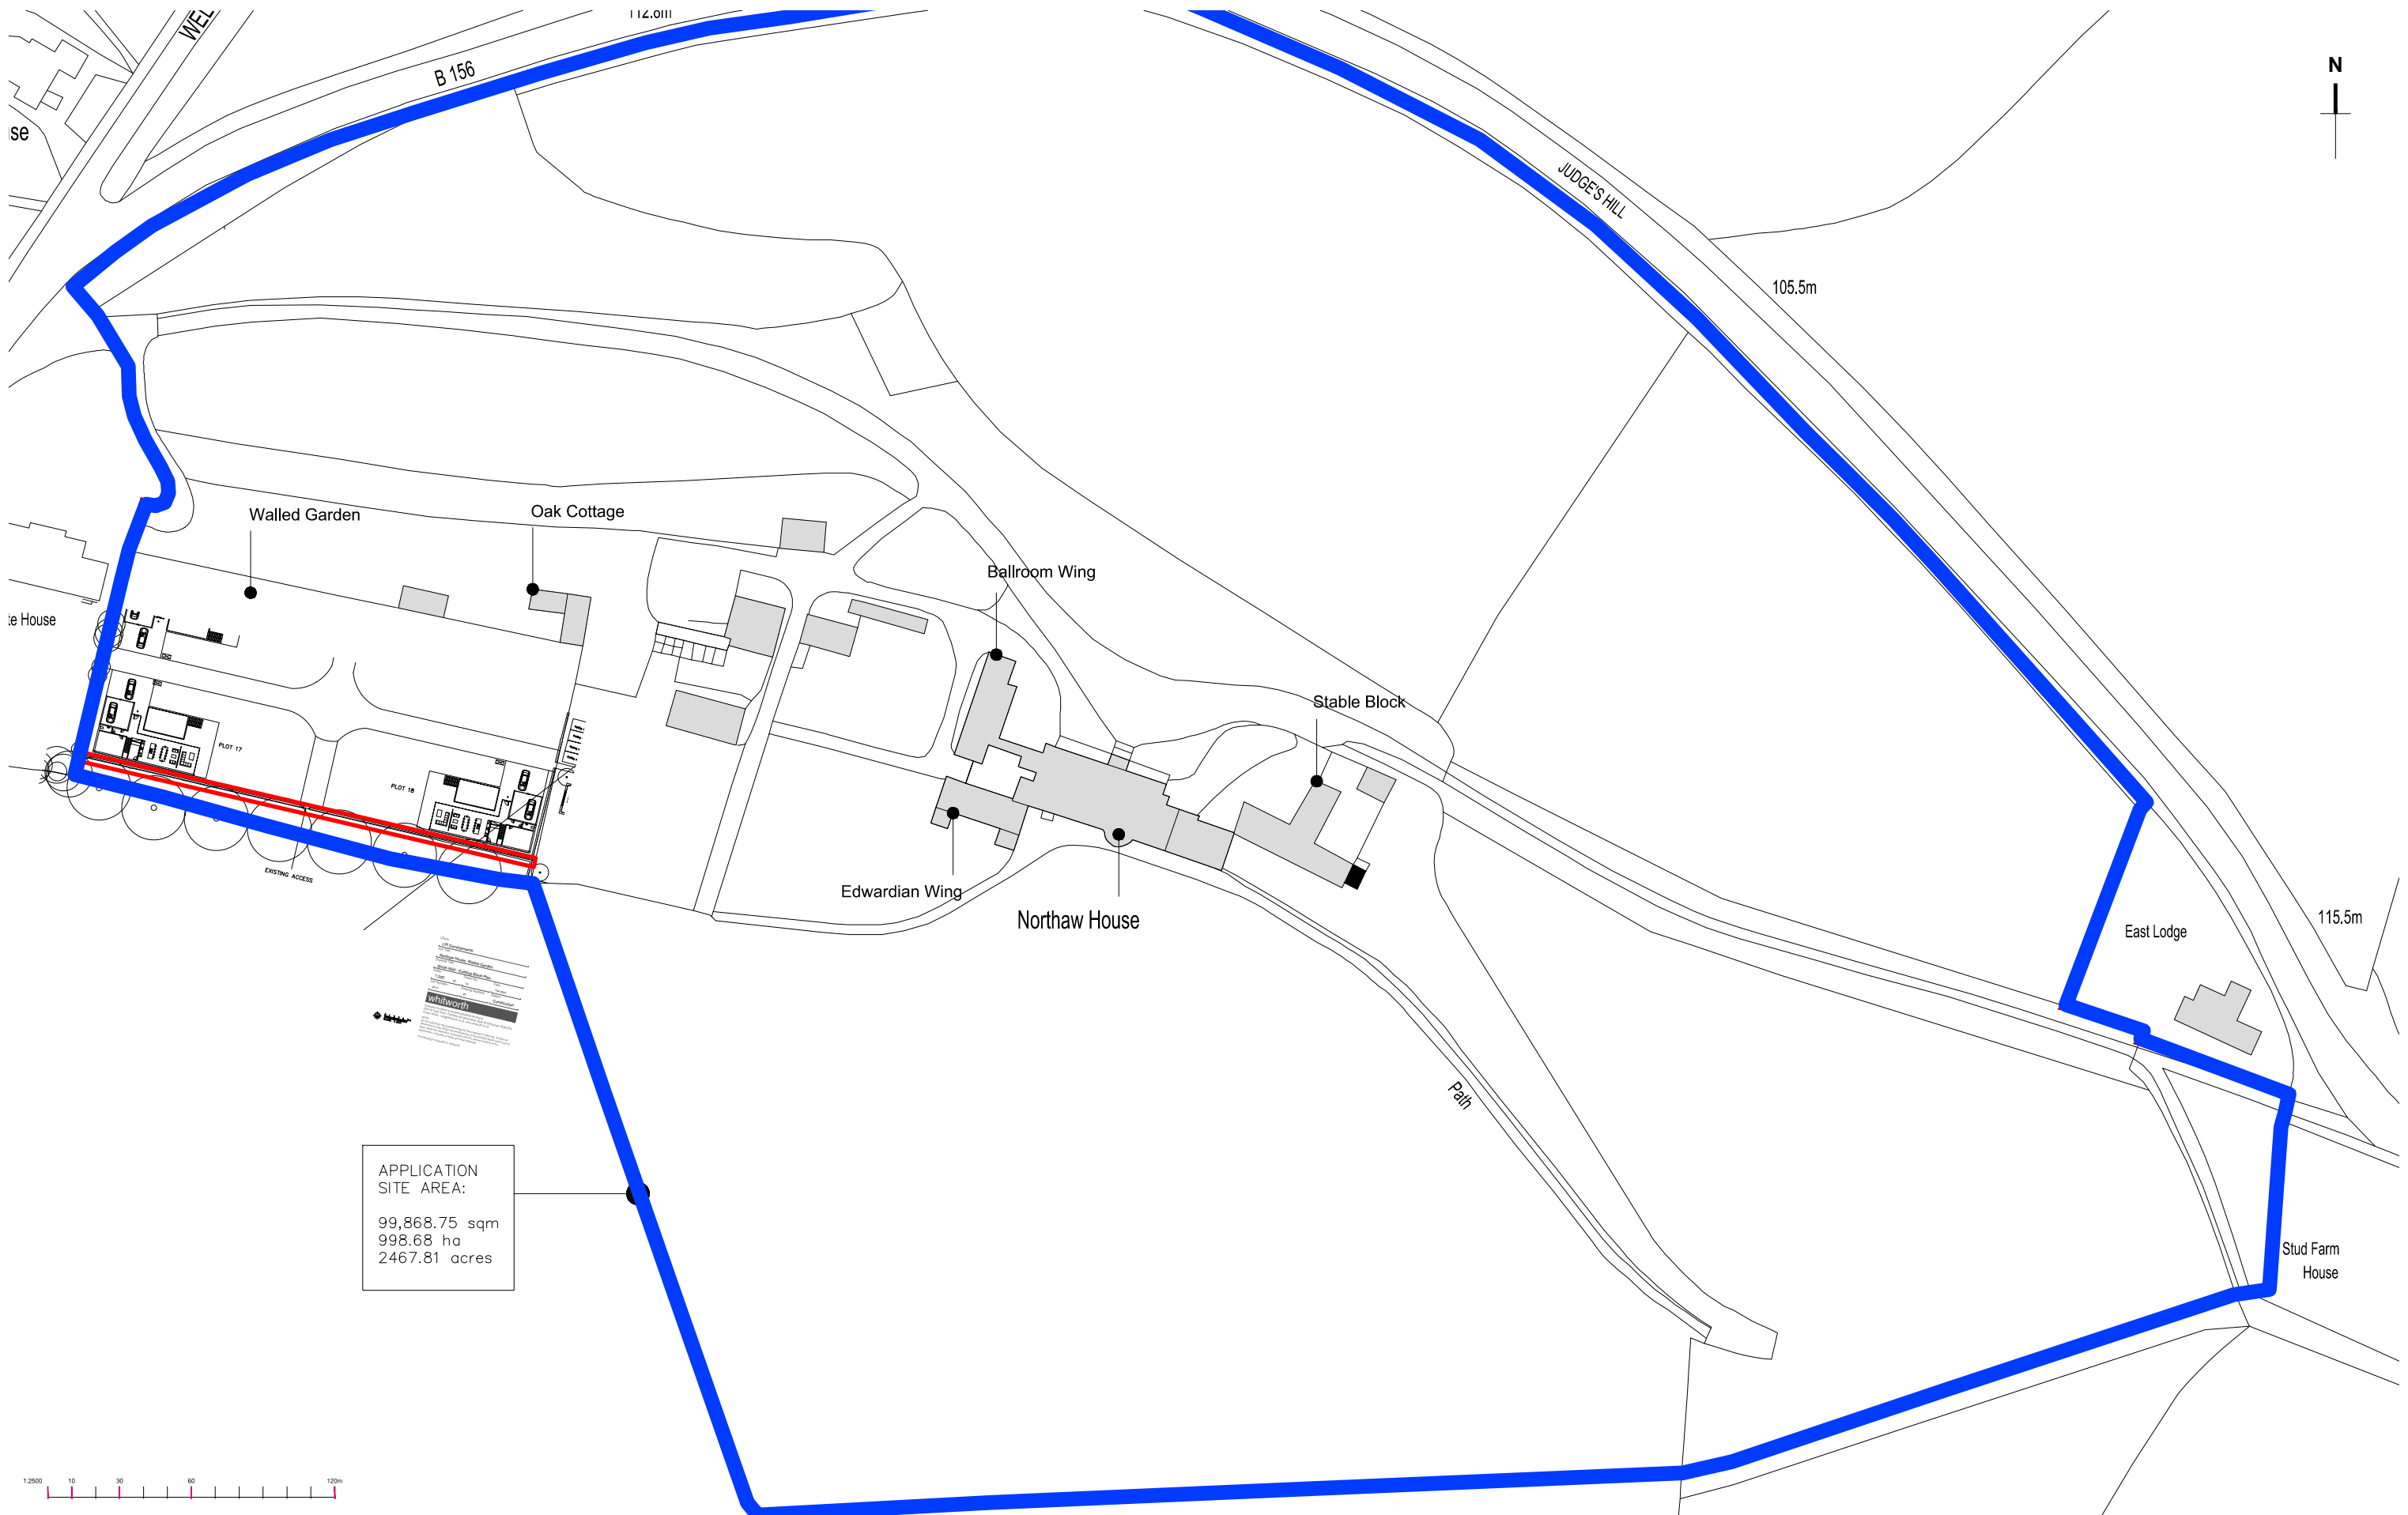 WEL
112.8m
B 156
N
se
JUDGE'S HILL
105.5m
Walled Garden
Oak Cottage
Ballroom Wing
te House
Stable Block
PLOT 17
PLOT 18
EXISTING ACCESS
Edwardian Wing
Northaw House
115.5m
East Lodge
whitworth
Path
APPLICATION
SITE AREA:
99,868.75 sqm
998.68 ha
2467.81 acres
Stud Farm
House
1:2500 10 30 60 120m